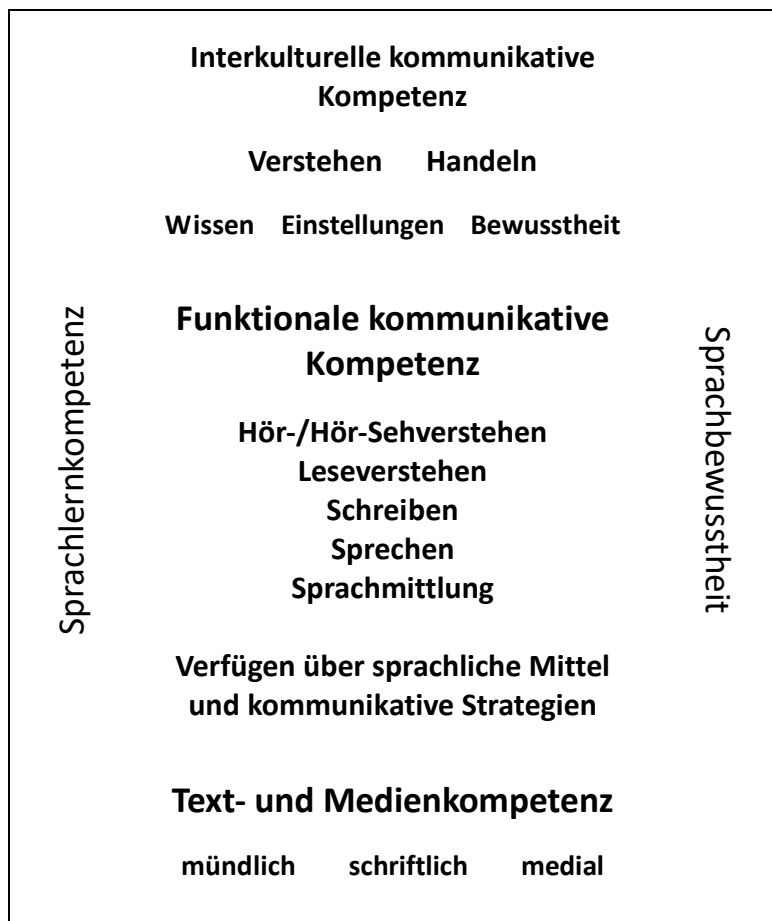 Interkulturelle kommunikative
Kompetenz
Verstehen Handeln
Wissen Einstellungen Bewusstheit
Sprachlernkompetenz
Funktionale kommunikative
Kompetenz
Hör-/Hör-Sehverstehen
Leseverstehen
Schreiben
Sprechen
Sprachmittlung
Verfügen über sprachliche Mittel
und kommunikative Strategien
Sprachbewusstheit
Text- und Medienkompetenz
mündlich schriftlich medial